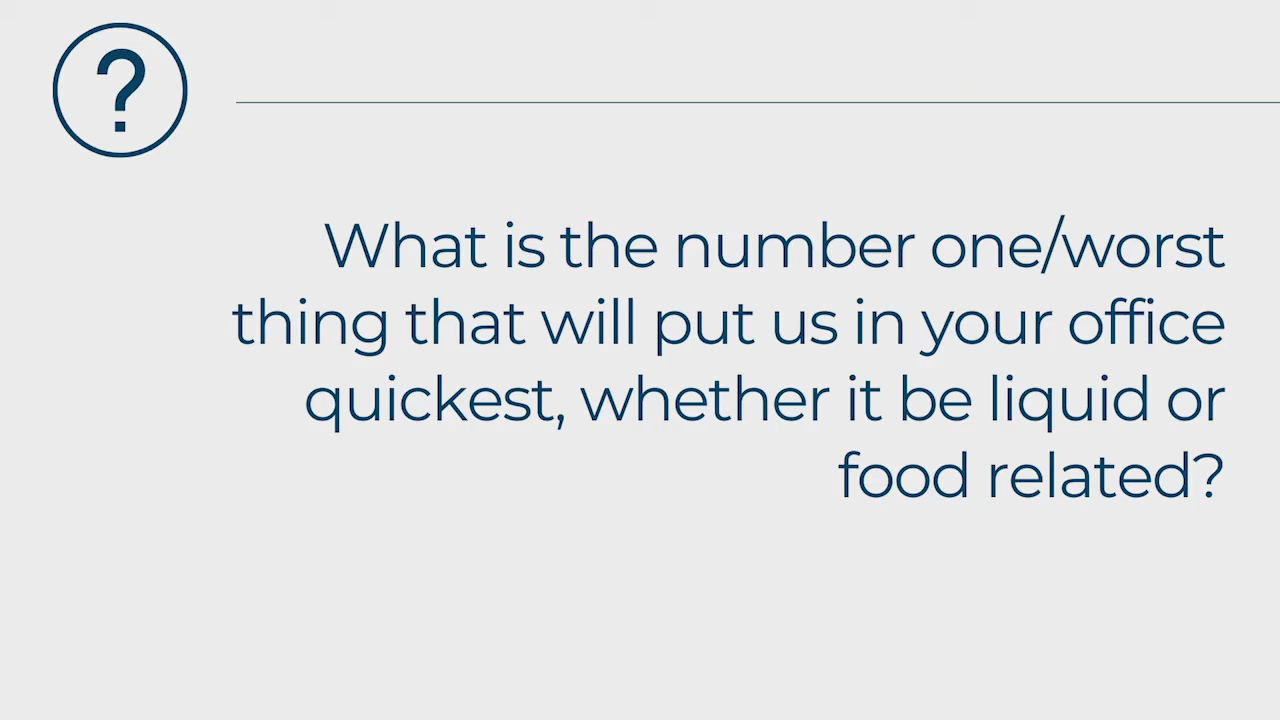 ?
What is the number one/worst
thing that will put us in your office
quickest, whether it be liquid or
food related?